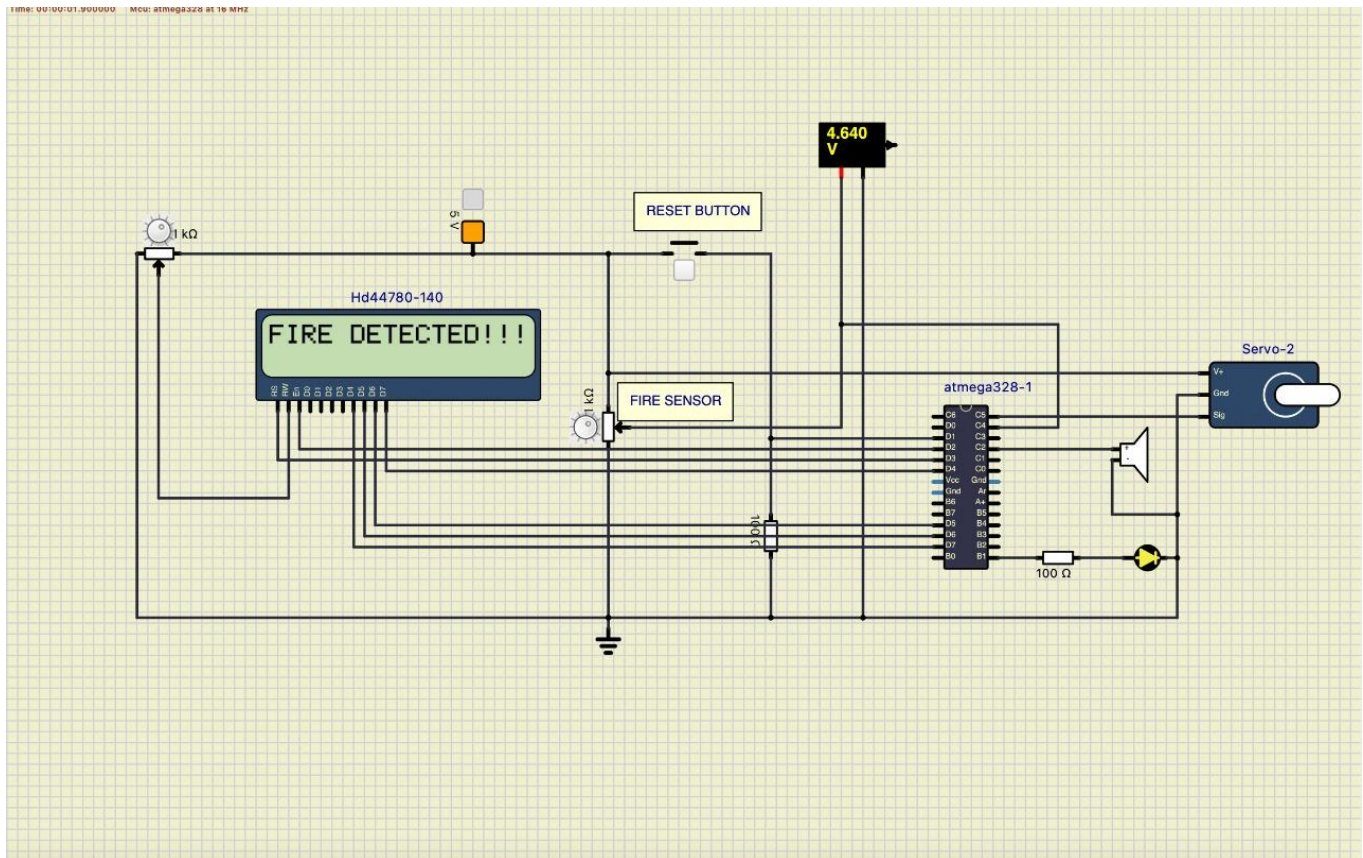 Time: 00:00:01.900000 Mcu: atmega328 at 16 MHz
4.640
V
RESET BUTTON
5 V
1 kΩ
Hd44780-140
FIRE DETECTED!!!
RS RW En D0 D1 D2 D3 D4 D5 D6 D7
1 kΩ
FIRE SENSOR
Servo-2
V+
Gnd
Sig
atmega328-1
C6 C5
D0 C4
D1 C3
D2 C2
D3 C1
D4 C0
Vcc Gnd
Gnd Ar
B6 A+
B7 B5
D5 B4
D6 B3
D7 B2
B0 B1
100 Ω
100 Ω